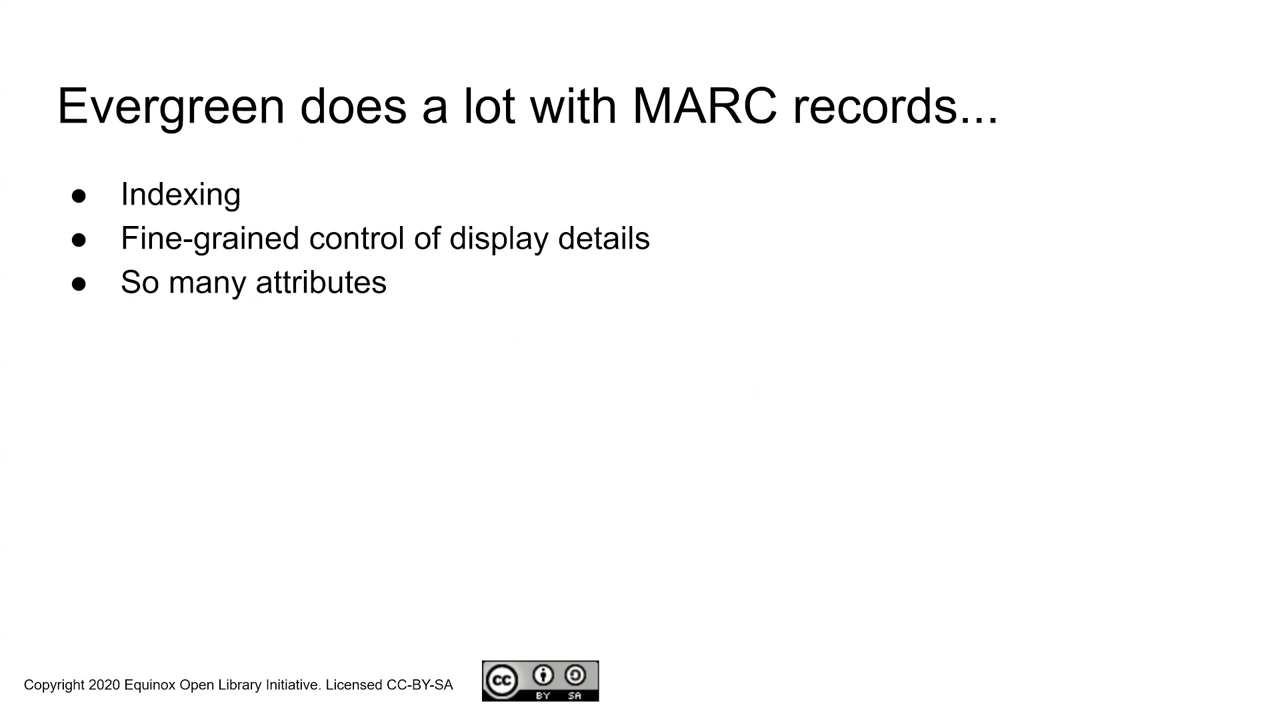 Evergreen does a lot with MARC records...
● Indexing
● Fine-grained control of display details
● So many attributes
Copyright 2020 Equinox Open Library Initiative. Licensed CC-BY-SA
cc
BY SA